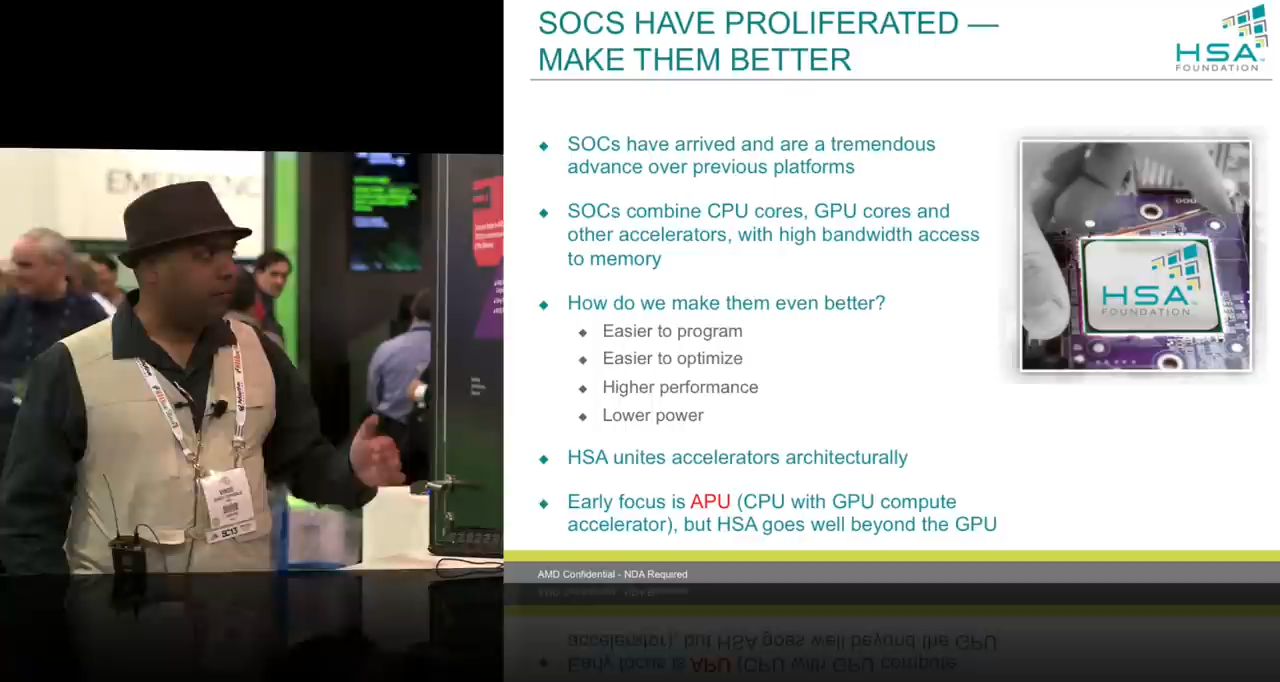 SOCS HAVE PROLIFERATED —
MAKE THEM BETTER
HSA
FOUNDATION
SOCs have arrived and are a tremendous
advance over previous platforms
SOCs combine CPU cores, GPU cores and
other accelerators, with high bandwidth access
to memory
How do we make them even better?
Easier to program
Easier to optimize
Higher performance
Lower power
HSA unites accelerators architecturally
Early focus is APU (CPU with GPU compute
accelerator), but HSA goes well beyond the GPU
HSA
FOUNDATION
AMD Confidential - NDA Required
SC13